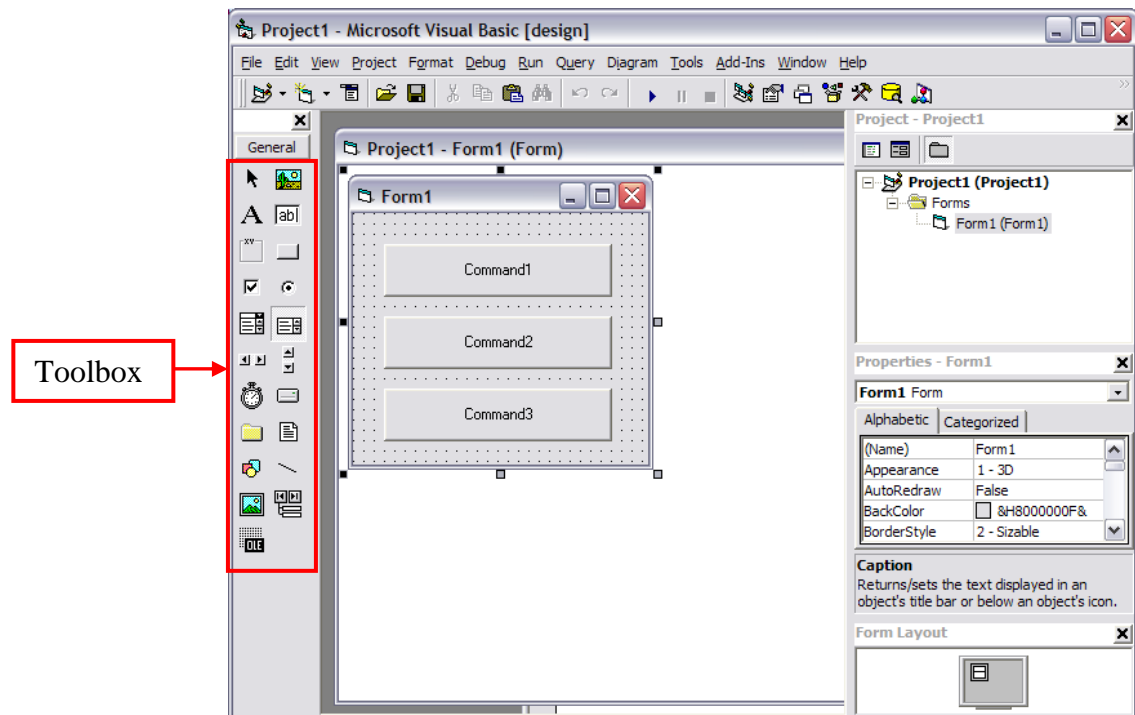 Project1 - Microsoft Visual Basic [design]
File Edit View Project Format Debug Run Query Diagram Tools Add-Ins Window Help
General
A
ab
XY
OLE
Toolbox
Project1 - Form1 (Form)
Form1
Command1
Command2
Command3
Project - Project1
Project1 (Project1)
Forms
Form1 (Form1)
Properties - Form1
Form1 Form
Alphabetic Categorized
(Name) Form1
Appearance 1 - 3D
AutoRedraw False
BackColor &H8000000F&
BorderStyle 2 - Sizable
Caption
Returns/sets the text displayed in an
object's title bar or below an object's icon.
Form Layout